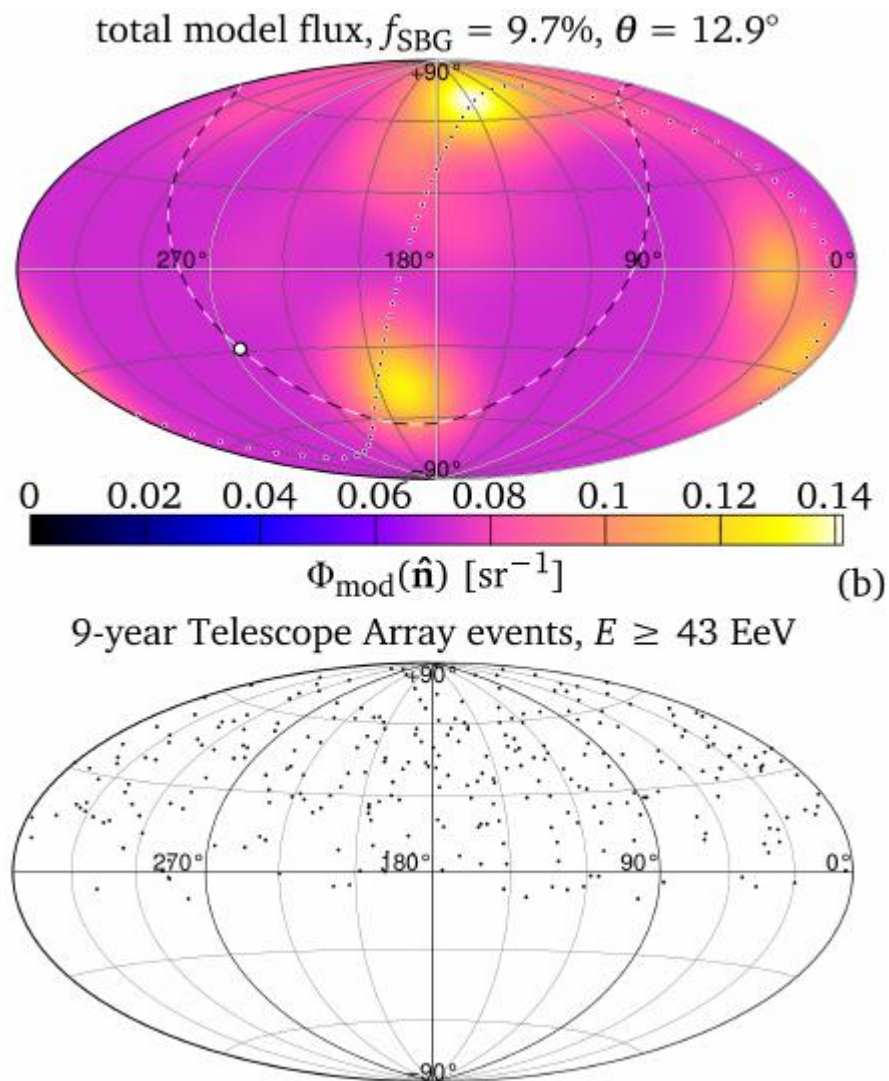 total model flux, f_SBG = 9.7%, θ = 12.9°
+90°
270° 180° 90° 0°
−90°
0 0.02 0.04 0.06 0.08 0.1 0.12 0.14
Φ_mod(n̂) [sr⁻¹] (b)
9-year Telescope Array events, E ≥ 43 EeV
+90°
270° 180° 90° 0°
−90°